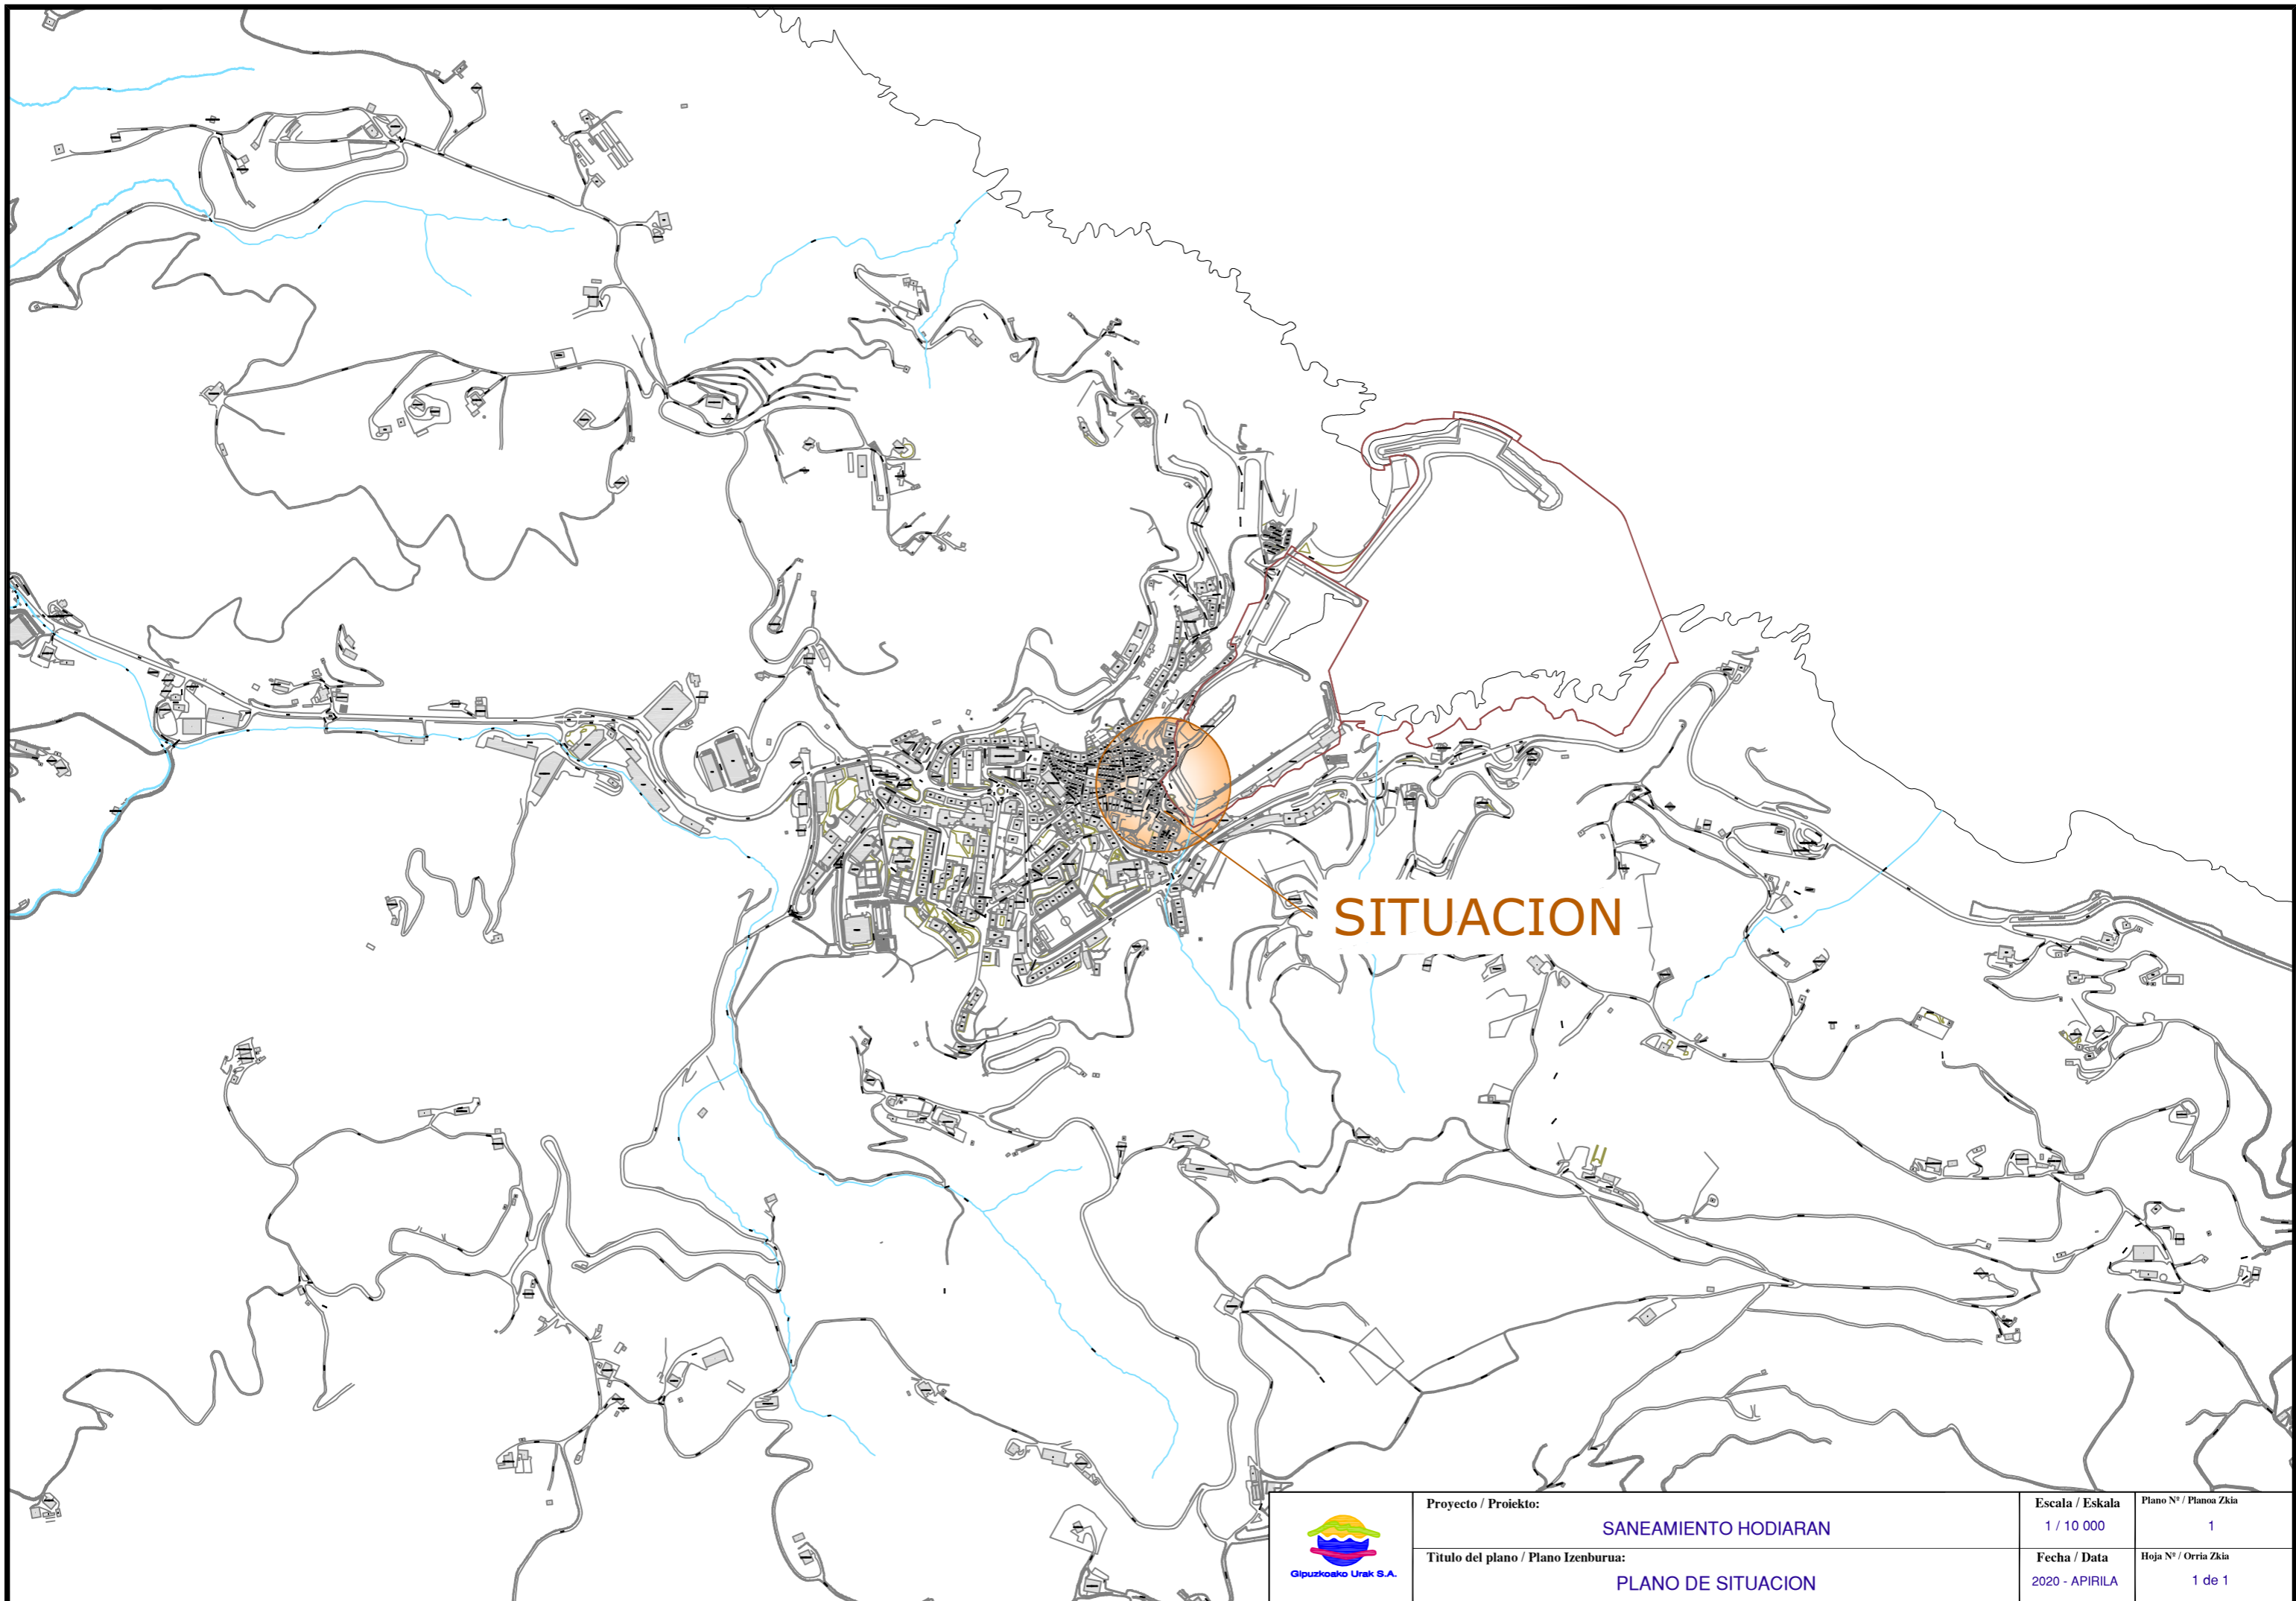 SITUACION
Gipuzkoako Urak S.A.
Proyecto / Proiekto:
SANEAMIENTO HODIARAN
Título del plano / Plano Izenburua:
PLANO DE SITUACION
Escala / Eskala
1 / 10 000
Plano Nº / Planoa Zkia
1
Fecha / Data
2020 - APIRILA
Hoja Nº / Orria Zkia
1 de 1